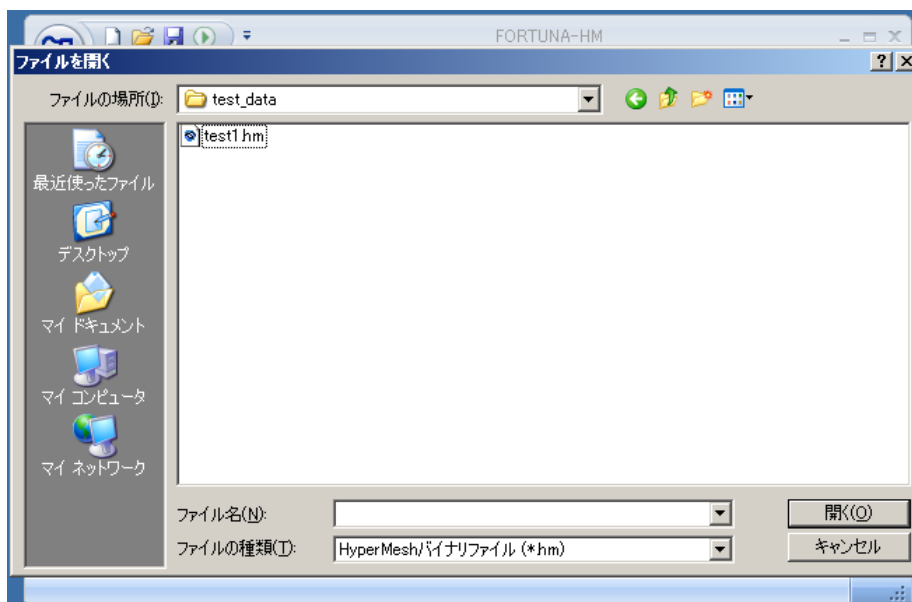 FORTUNA-HM
ファイルを開く
ファイルの場所(I):
test_data
test1.hm
最近使ったファイル
デスクトップ
マイ ドキュメント
マイ コンピュータ
マイ ネットワーク
ファイル名(N):
開く(O)
ファイルの種類(T):
HyperMeshバイナリファイル (*hm)
キャンセル